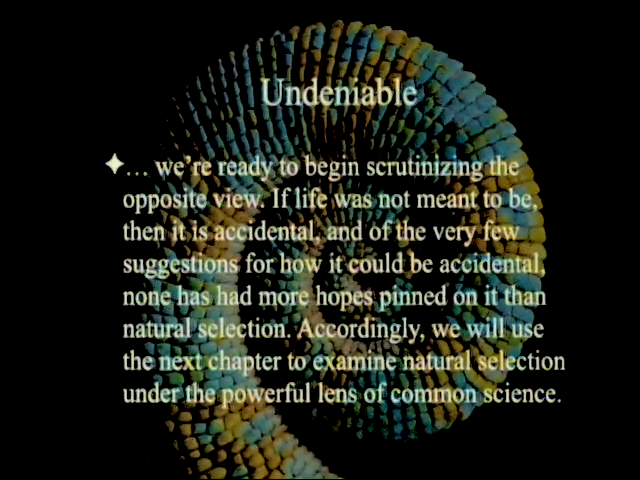 Undeniable
✦… we’re ready to begin scrutinizing the
opposite view. If life was not meant to be,
then it is accidental, and of the very few
suggestions for how it could be accidental,
none has had more hopes pinned on it than
natural selection. Accordingly, we will use
the next chapter to examine natural selection
under the powerful lens of common science.